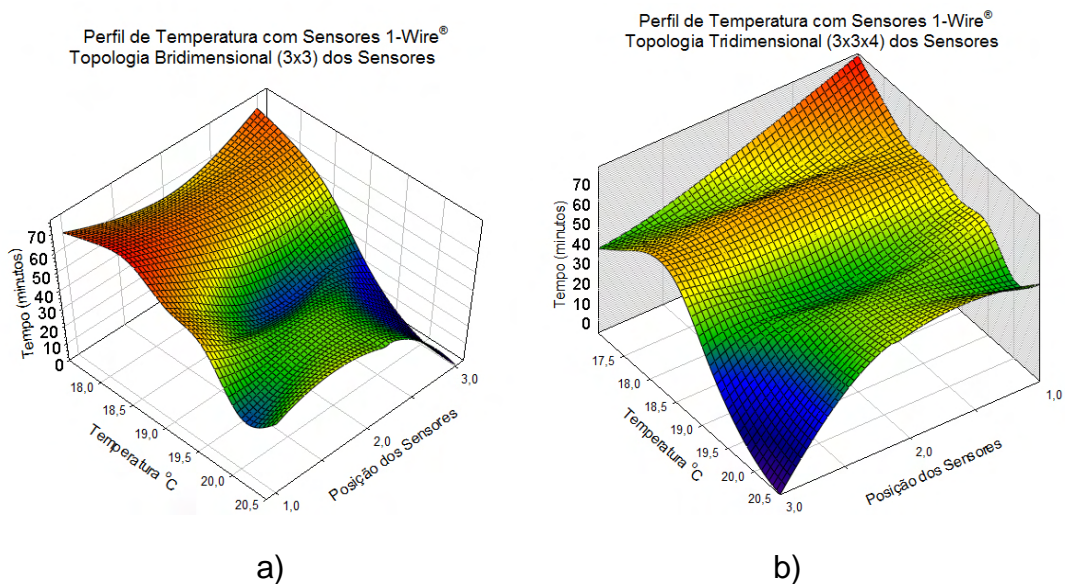 Perfil de Temperatura com Sensores 1-Wire®
Topologia Bridimensional (3x3) dos Sensores
Tempo (minutos)
70
60
50
40
30
20
10
0
18,0
18,5
19,0
19,5
20,0
20,5
Temperatura °C
1,0
2,0
3,0
Posição dos Sensores
a)
Perfil de Temperatura com Sensores 1-Wire®
Topologia Tridimensional (3x3x4) dos Sensores
Tempo (minutos)
70
60
50
40
30
20
10
0
17,5
18,0
18,5
19,0
19,5
20,0
20,5
Temperatura °C
3,0
2,0
1,0
Posição dos Sensores
b)